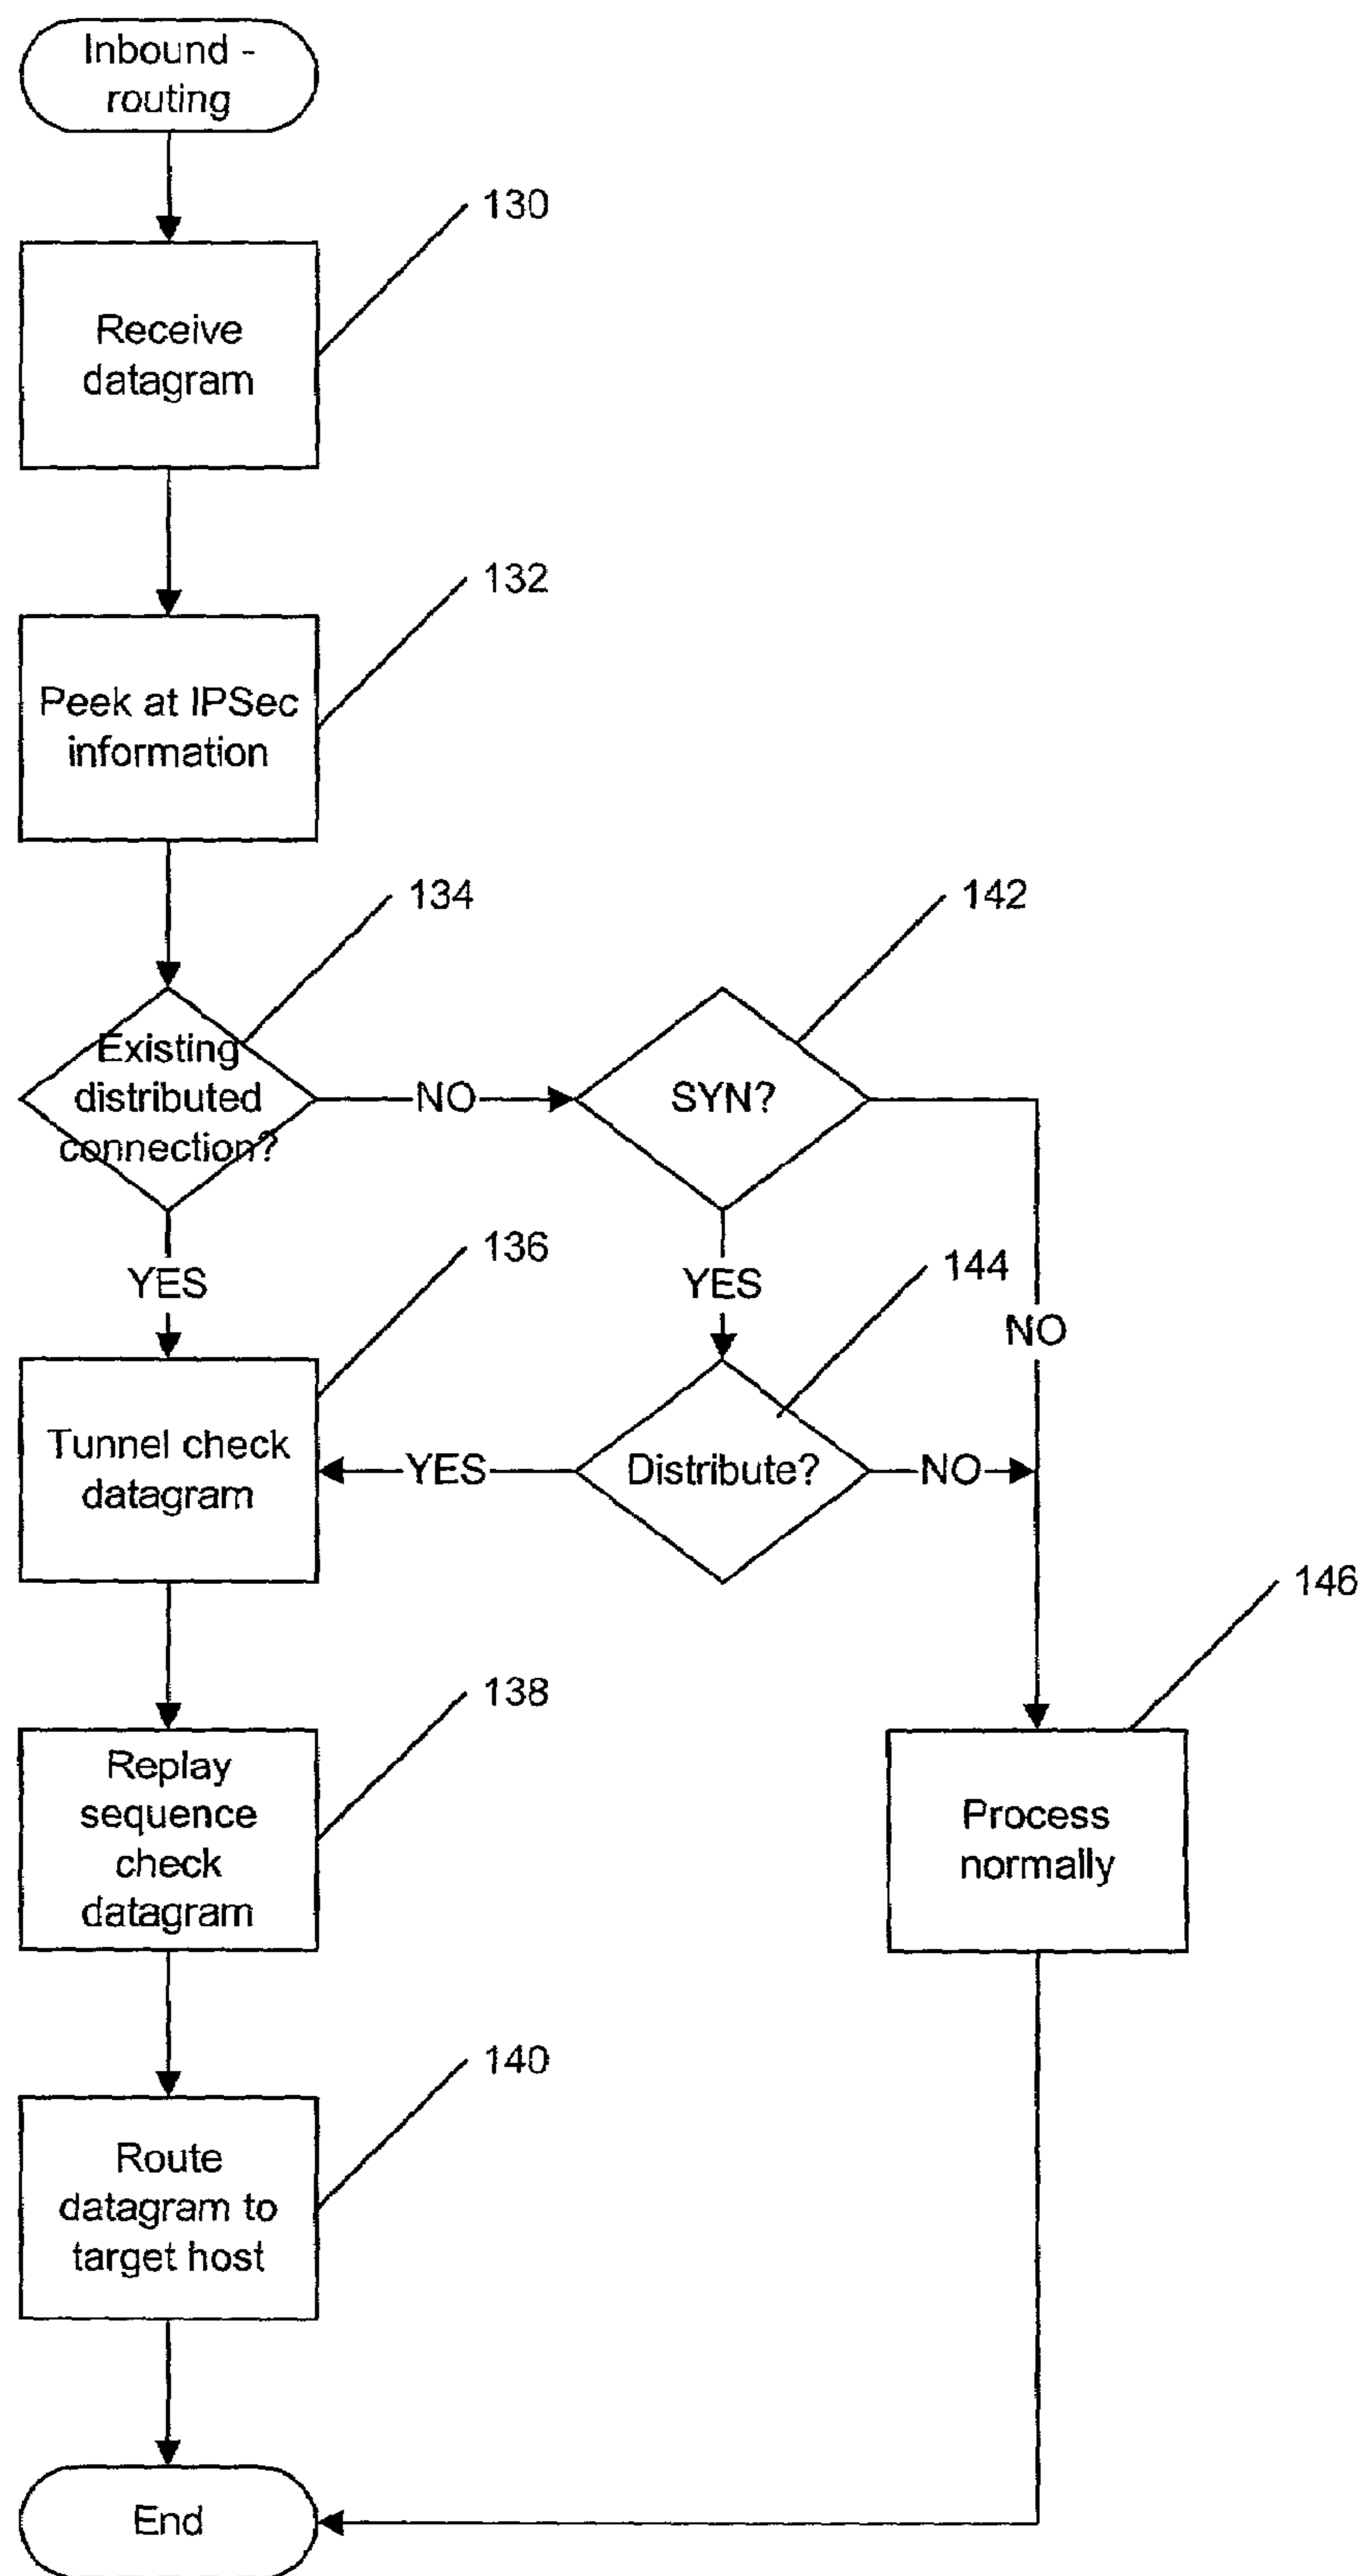 Inbound -
routing
130
Receive
datagram
132
Peek at IPSec
information
134
142
Existing
distributed
connection?
NO
SYN?
YES
136
YES
144
NO
Tunnel check
datagram
YES
Distribute?
NO
146
138
Replay
sequence
check
datagram
Process
normally
140
Route
datagram to
target host
End